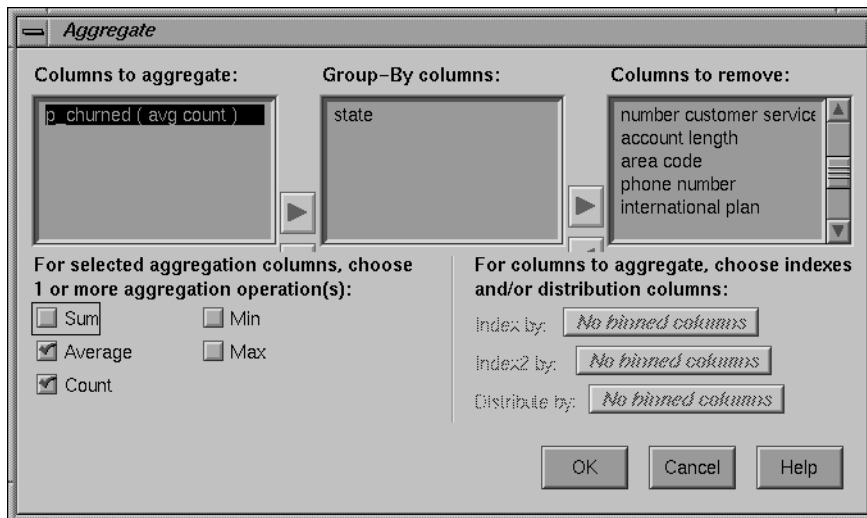 Aggregate
Columns to aggregate:
Group-By columns:
Columns to remove:
p_churned ( avg count )
state
number customer service
account length
area code
phone number
international plan
For selected aggregation columns, choose
1 or more aggregation operation(s):
Sum
Min
Average
Max
Count
For columns to aggregate, choose indexes
and/or distribution columns:
Index by: No binned columns
Index2 by: No binned columns
Distribute by: No binned columns
OK
Cancel
Help